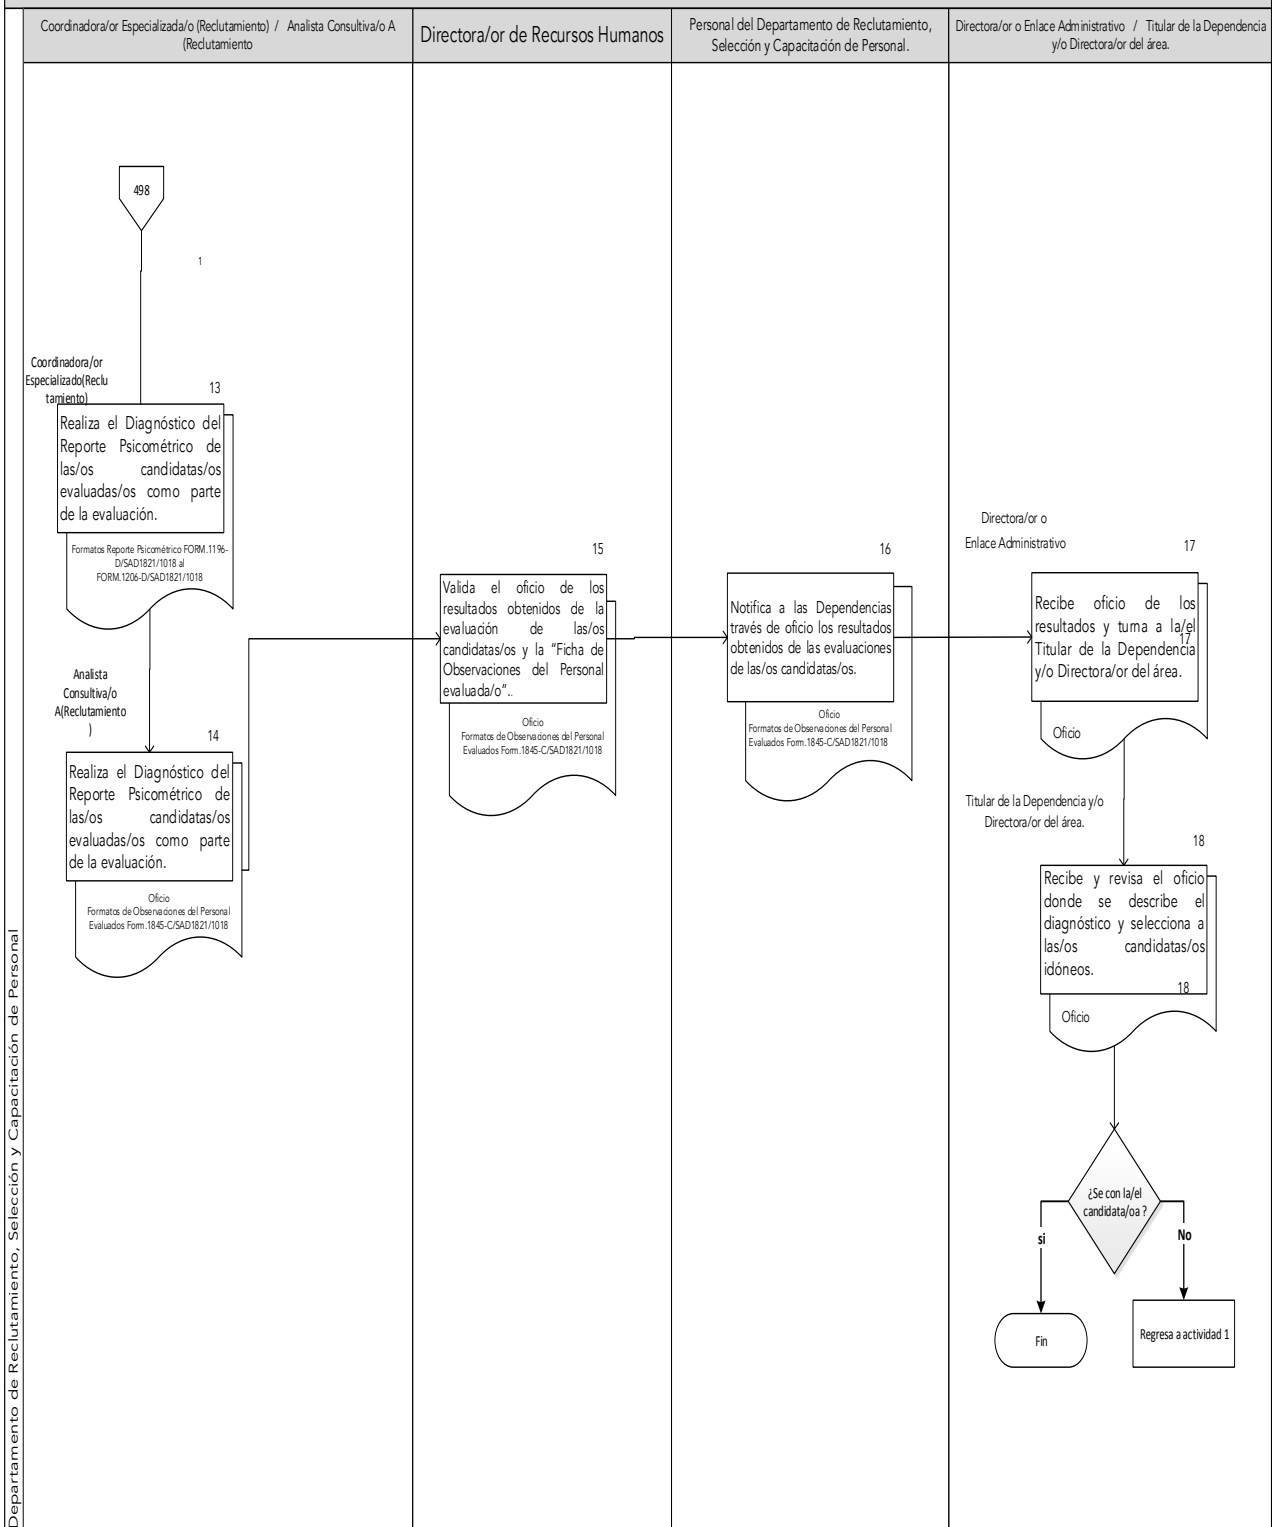 Coordinadora/or Especializada/o (Reclutamiento) / Analista Consultiva/o A
(Reclutamiento
Directora/or de Recursos Humanos
Personal del Departamento de Reclutamiento,
Selección y Capacitación de Personal.
Directora/or o Enlace Administrativo / Titular de la Dependencia
y/o Directora/or del área.
Departamento de Reclutamiento, Selección y Capacitación de Personal
498
1
Coordinadora/or
Especializado(Reclu
tamiento)
13
Realiza el Diagnóstico del
Reporte Psicométrico de
las/os candidatas/os
evaluadas/os como parte
de la evaluación.
Formatos Reporte Psicométrico FORM.1196-
D/SAD1821/1018 al
FORM.1206-D/SAD1821/1018
Analista
Consultiva/o
A(Reclutamiento
)
14
Realiza el Diagnóstico del
Reporte Psicométrico de
las/os candidatas/os
evaluadas/os como parte
de la evaluación.
Oficio
Formatos de Observaciones del Personal
Evaluados Form.1845-C/SAD1821/1018
15
Valida el oficio de los
resultados obtenidos de la
evaluación de las/os
candidatas/os y la “Ficha de
Observaciones del Personal
evaluada/o”..
Oficio
Formatos de Observaciones del Personal
Evaluados Form.1845-C/SAD1821/1018
16
Notifica a las Dependencias
través de oficio los resultados
obtenidos de las evaluaciones
de las/os candidatas/os.
Oficio
Formatos de Observaciones del Personal
Evaluados Form.1845-C/SAD1821/1018
Directora/or o
Enlace Administrativo
17
Recibe oficio de los
resultados y turna a la/el
17
Titular de la Dependencia
y/o Directora/or del área.
Oficio
Titular de la Dependencia y/o
Directora/or del área.
18
Recibe y revisa el oficio
donde se describe el
diagnóstico y selecciona a
las/os candidatas/os
idóneos.
18
Oficio
¿Se con la/el
candidata/oa ?
si
No
Fin
Regresa a actividad 1